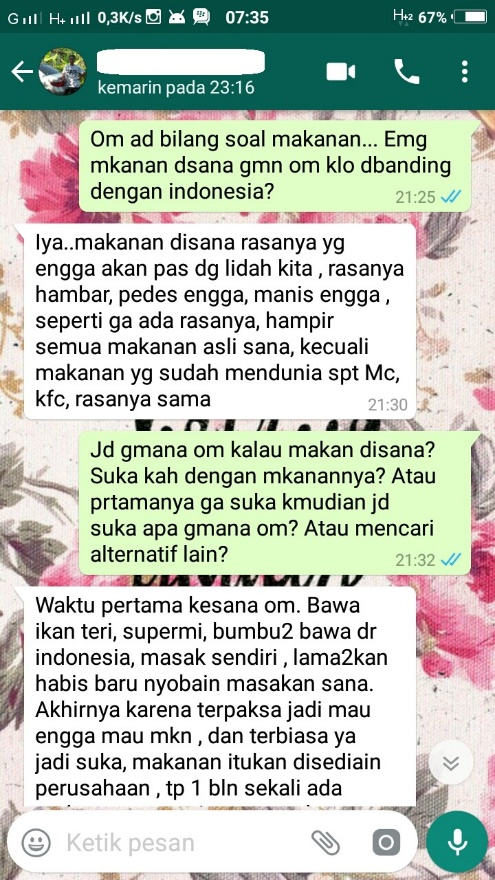 G H+ 0,3K/s 07:35 H+2 67%
kemarin pada 23:16
Om ad bilang soal makanan... Emg
mkanan dsana gmn om klo dbanding
dengan indonesia?
21:25
Iya..makanan disana rasanya yg
engga akan pas dg lidah kita , rasanya
hambar, pedes engga, manis engga ,
seperti ga ada rasanya, hampir
semua makanan asli sana, kecuali
makanan yg sudah mendunia spt Mc,
kfc, rasanya sama
21:30
Jd gmana om kalau makan disana?
Suka kah dengan mkanannya? Atau
prtamanya ga suka kmudian jd
suka apa gmana om? Atau mencari
alternatif lain?
21:32
Waktu pertama kesana om. Bawa
ikan teri, supermi, bumbu2 bawa dr
indonesia, masak sendiri , lama2kan
habis baru nyobain masakan sana.
Akhirnya karena terpaksa jadi mau
engga mau mkn , dan terbiasa ya
jadi suka, makanan itukan disediain
perusahaan , tp 1 bln sekali ada
Ketik pesan